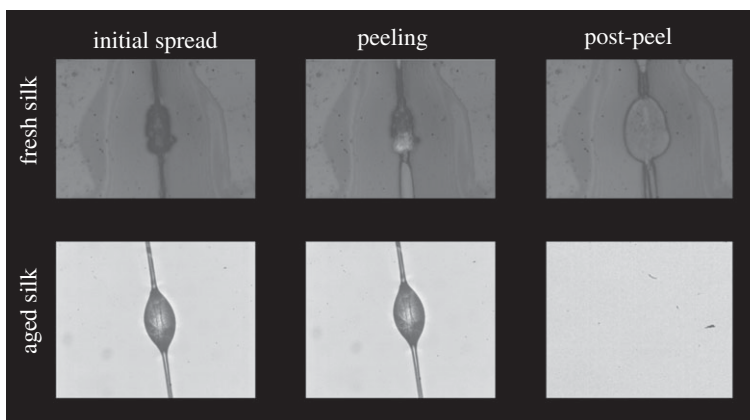 initial spread
peeling
post-peel
fresh silk
aged silk